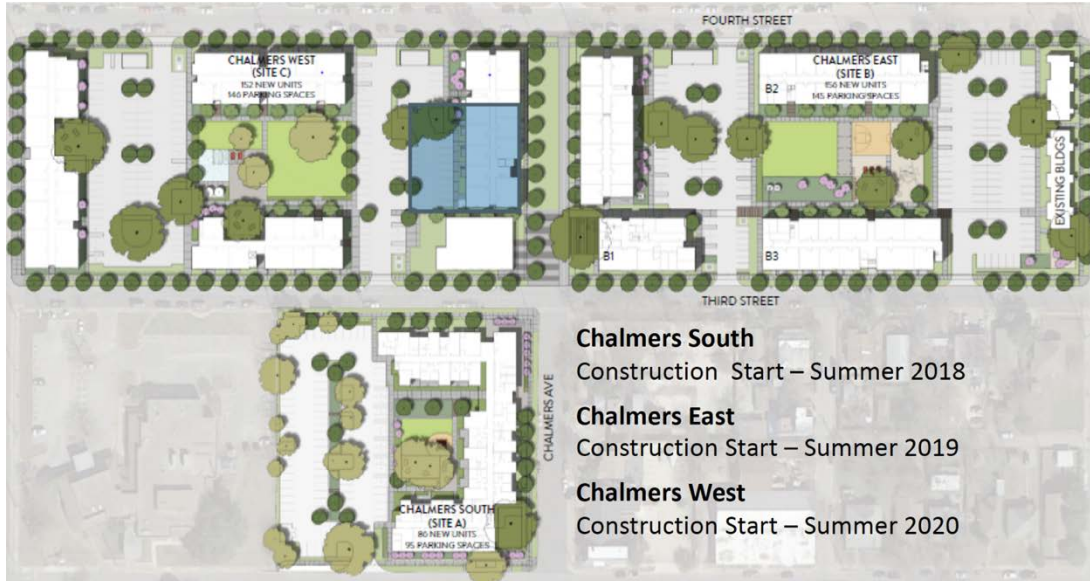 FOURTH STREET
CHALMERS WEST
(SITE C)
152 NEW UNITS
146 PARKING SPACES
CHALMERS EAST
(SITE B)
156 NEW UNITS
145 PARKING SPACES
B2
EXISTING BLDGS
B1
B3
THIRD STREET
CHALMERS AVE
CHALMERS SOUTH
(SITE A)
86 NEW UNITS
95 PARKING SPACES
Chalmers South
Construction Start – Summer 2018
Chalmers East
Construction Start – Summer 2019
Chalmers West
Construction Start – Summer 2020